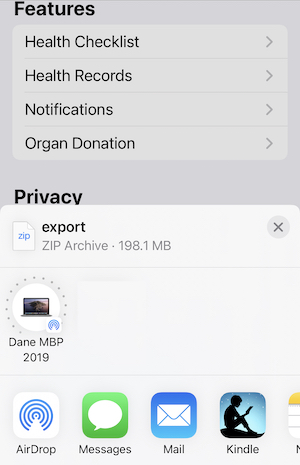 Features
Health Checklist
Health Records
Notifications
Organ Donation
Privacy
zip
export
ZIP Archive · 198.1 MB
Dane MBP
2019
AirDrop
Messages
Mail
Kindle